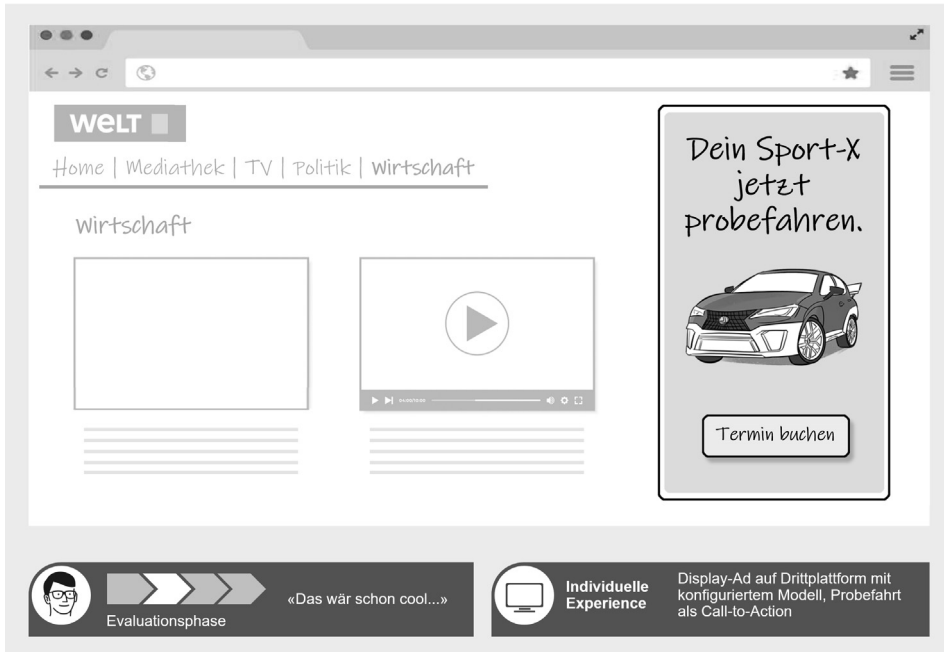 WELT
Home | Mediathek | TV | Politik | Wirtschaft
Wirtschaft
Dein Sport-X
jetzt
probefahren.
Termin buchen
Evaluationsphase
«Das wär schon cool...»
Individuelle
Experience
Display-Ad auf Drittplattform mit
konfiguriertem Modell, Probefahrt
als Call-to-Action